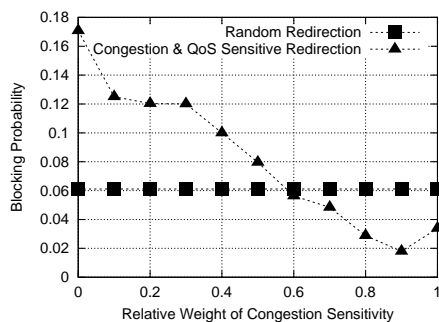 Random Redirection
Congestion & QoS Sensitive Redirection
0.18
0.16
0.14
0.12
0.1
0.08
0.06
0.04
0.02
0
Blocking Probability
0 0.2 0.4 0.6 0.8 1
Relative Weight of Congestion Sensitivity